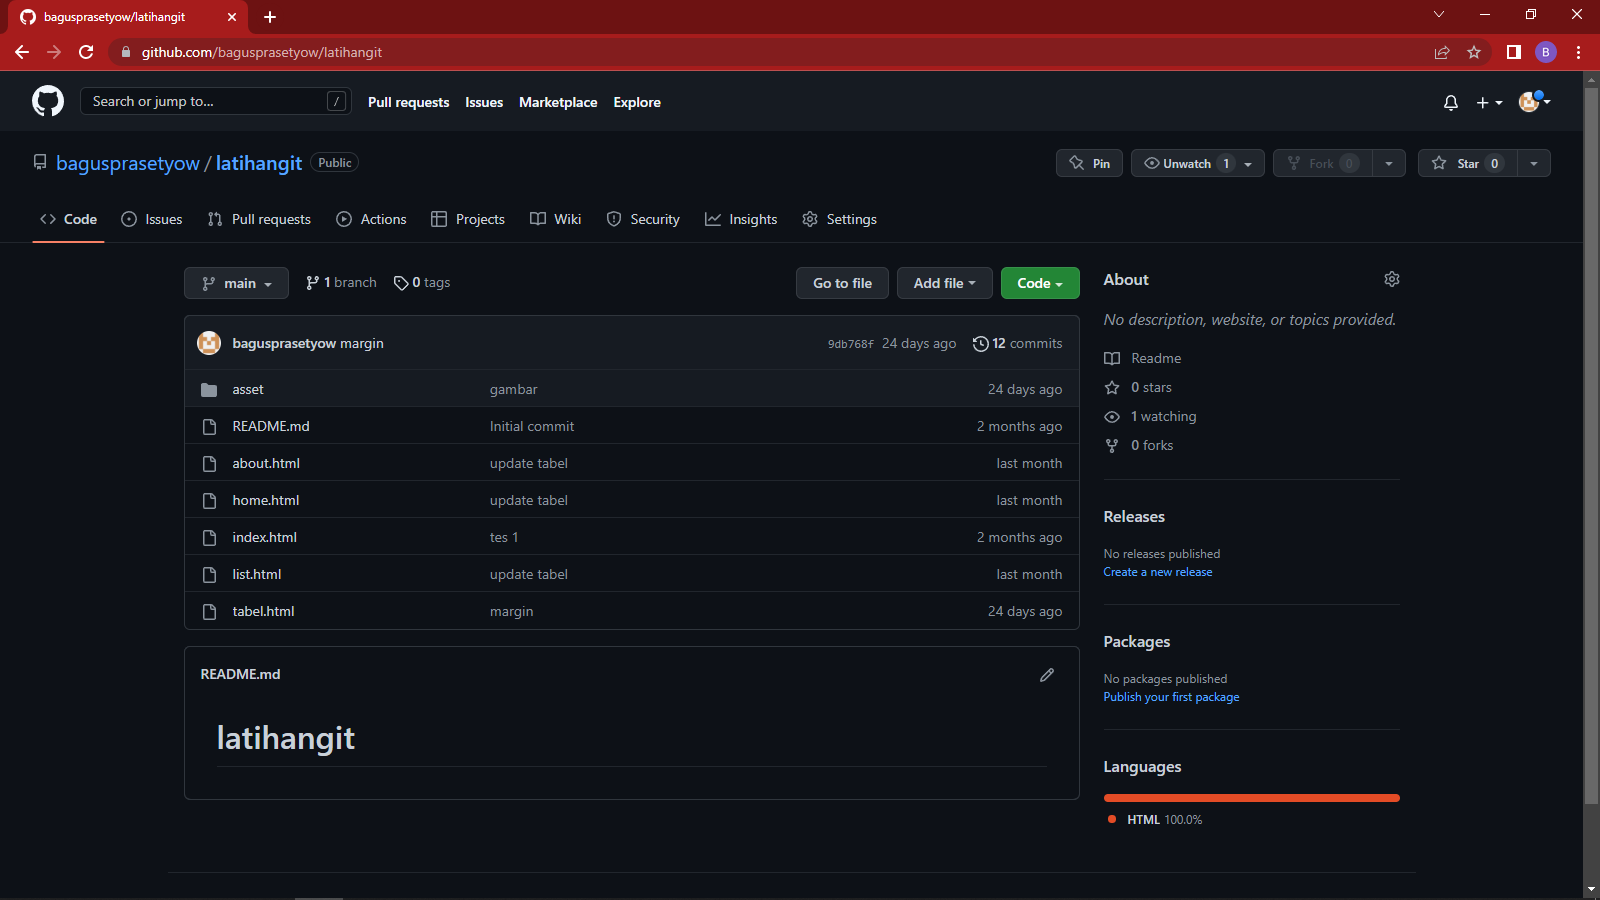 bagusprasetyow/latihangit
github.com/bagusprasetyow/latihangit
B
Search or jump to...
/
Pull requests
Issues
Marketplace
Explore
bagusprasetyow / latihangit Public
Pin
Unwatch 1
Fork 0
Star 0
Code
Issues
Pull requests
Actions
Projects
Wiki
Security
Insights
Settings
main
1 branch
0 tags
Go to file
Add file
Code
bagusprasetyow margin 9db768f 24 days ago 12 commits
asset gambar 24 days ago
README.md Initial commit 2 months ago
about.html update tabel last month
home.html update tabel last month
index.html tes 1 2 months ago
list.html update tabel last month
tabel.html margin 24 days ago
README.md
latihangit
About
No description, website, or topics provided.
Readme
0 stars
1 watching
0 forks
Releases
No releases published
Create a new release
Packages
No packages published
Publish your first package
Languages
HTML 100.0%